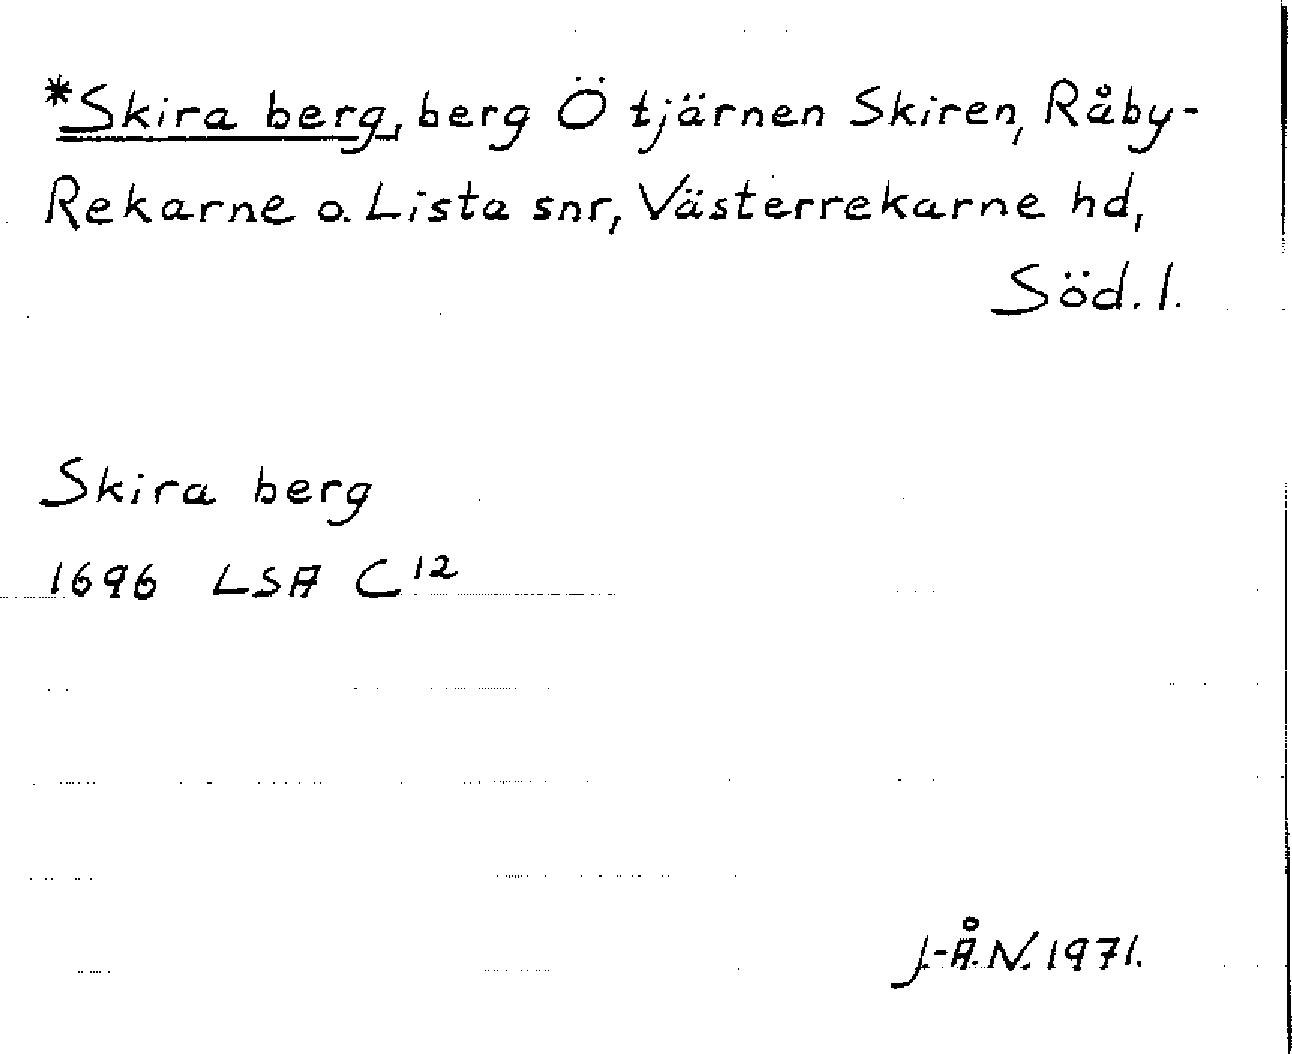 *Skira berg, berg Ö tjärnen Skiren, Råby-
Rekarne o. Lista snr, Västerrekarne hd,
Söd. l.
Skira berg
1696 LSA C¹²
J.-Å.N. 1971.